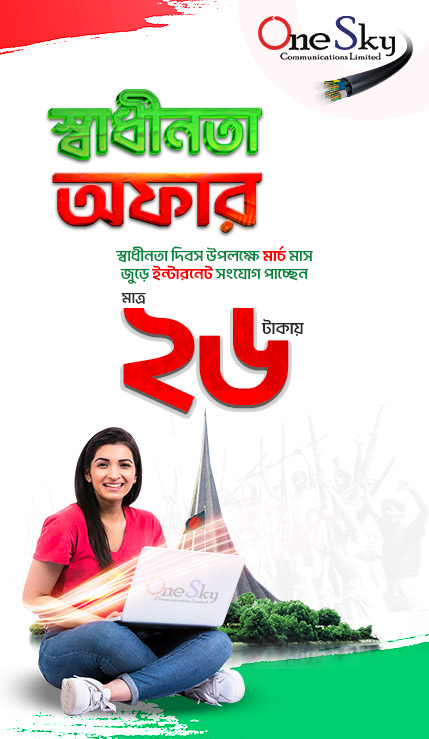 One Sky
Communications Limited
স্বাধীনতা
অফার
স্বাধীনতা দিবস উপলক্ষে মার্চ মাস
জুড়ে ইন্টারনেট সংযোগ পাচ্ছেন
মাত্র
২৬ টাকায়
One Sky
Communications Limited